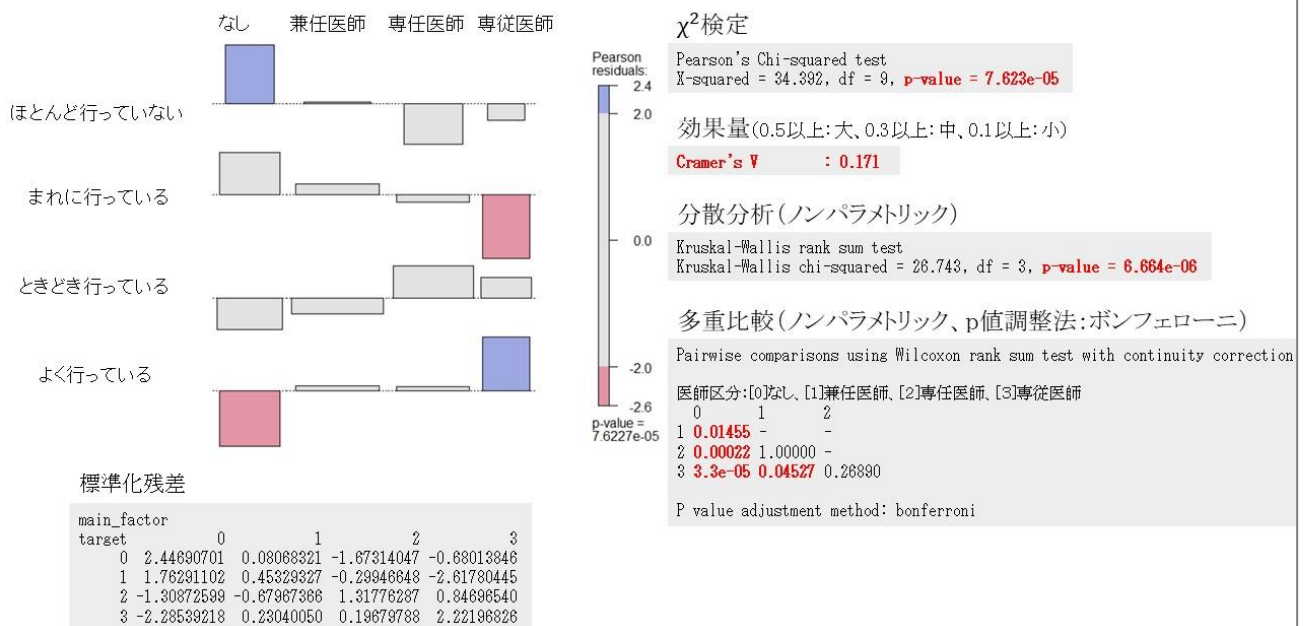 なし 兼任医師 専任医師 専従医師
ほとんど行っていない
まれに行っている
ときどき行っている
よく行っている
Pearson
residuals:
2.4
2.0
0.0
-2.0
-2.6
p-value =
7.6227e-05
標準化残差
main_factor
target 0 1 2 3
0 2.44690701 0.08068321 -1.67314047 -0.68013846
1 1.76291102 0.45329327 -0.29946648 -2.61780445
2 -1.30872599 -0.67967366 1.31776287 0.84696540
3 -2.28539218 0.23040050 0.19679788 2.22196826
χ²検定
Pearson's Chi-squared test
X-squared = 34.392, df = 9, p-value = 7.623e-05
効果量(0.5以上:大、0.3以上:中、0.1以上:小)
Cramer's V : 0.171
分散分析(ノンパラメトリック)
Kruskal-Wallis rank sum test
Kruskal-Wallis chi-squared = 26.743, df = 3, p-value = 6.664e-06
多重比較(ノンパラメトリック、p値調整法:ボンフェローニ)
Pairwise comparisons using Wilcoxon rank sum test with continuity correction
医師区分:[0]なし、[1]兼任医師、[2]専任医師、[3]専従医師
0 1 2
1 0.01455 - -
2 0.00022 1.00000 -
3 3.3e-05 0.04527 0.26890
P value adjustment method: bonferroni